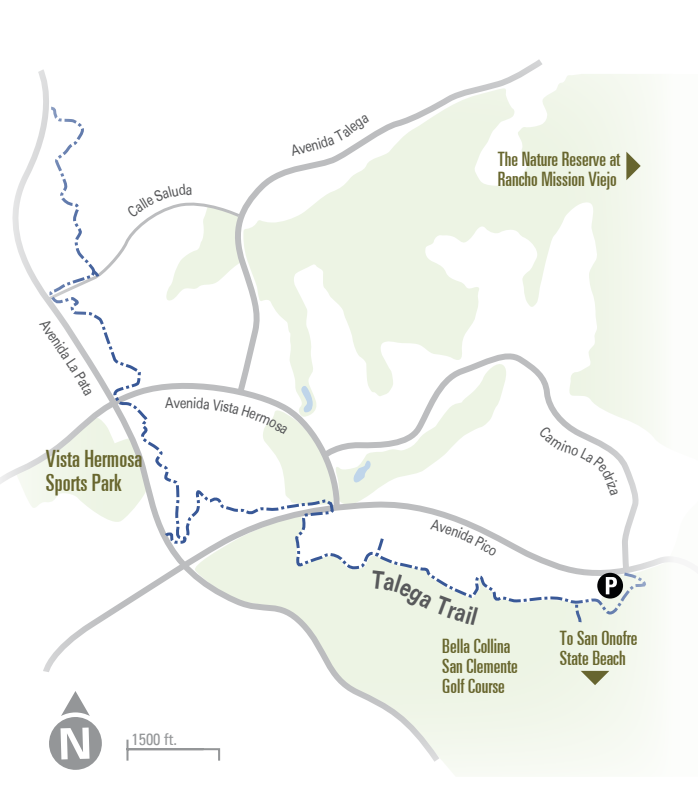 Avenida Talega
The Nature Reserve at
Rancho Mission Viejo
Calle Saluda
Avenida La Pata
Avenida Vista Hermosa
Camino La Pedriza
Vista Hermosa
Sports Park
Avenida Pico
P
Talega Trail
To San Onofre
State Beach
Bella Collina
San Clemente
Golf Course
N
1500 ft.